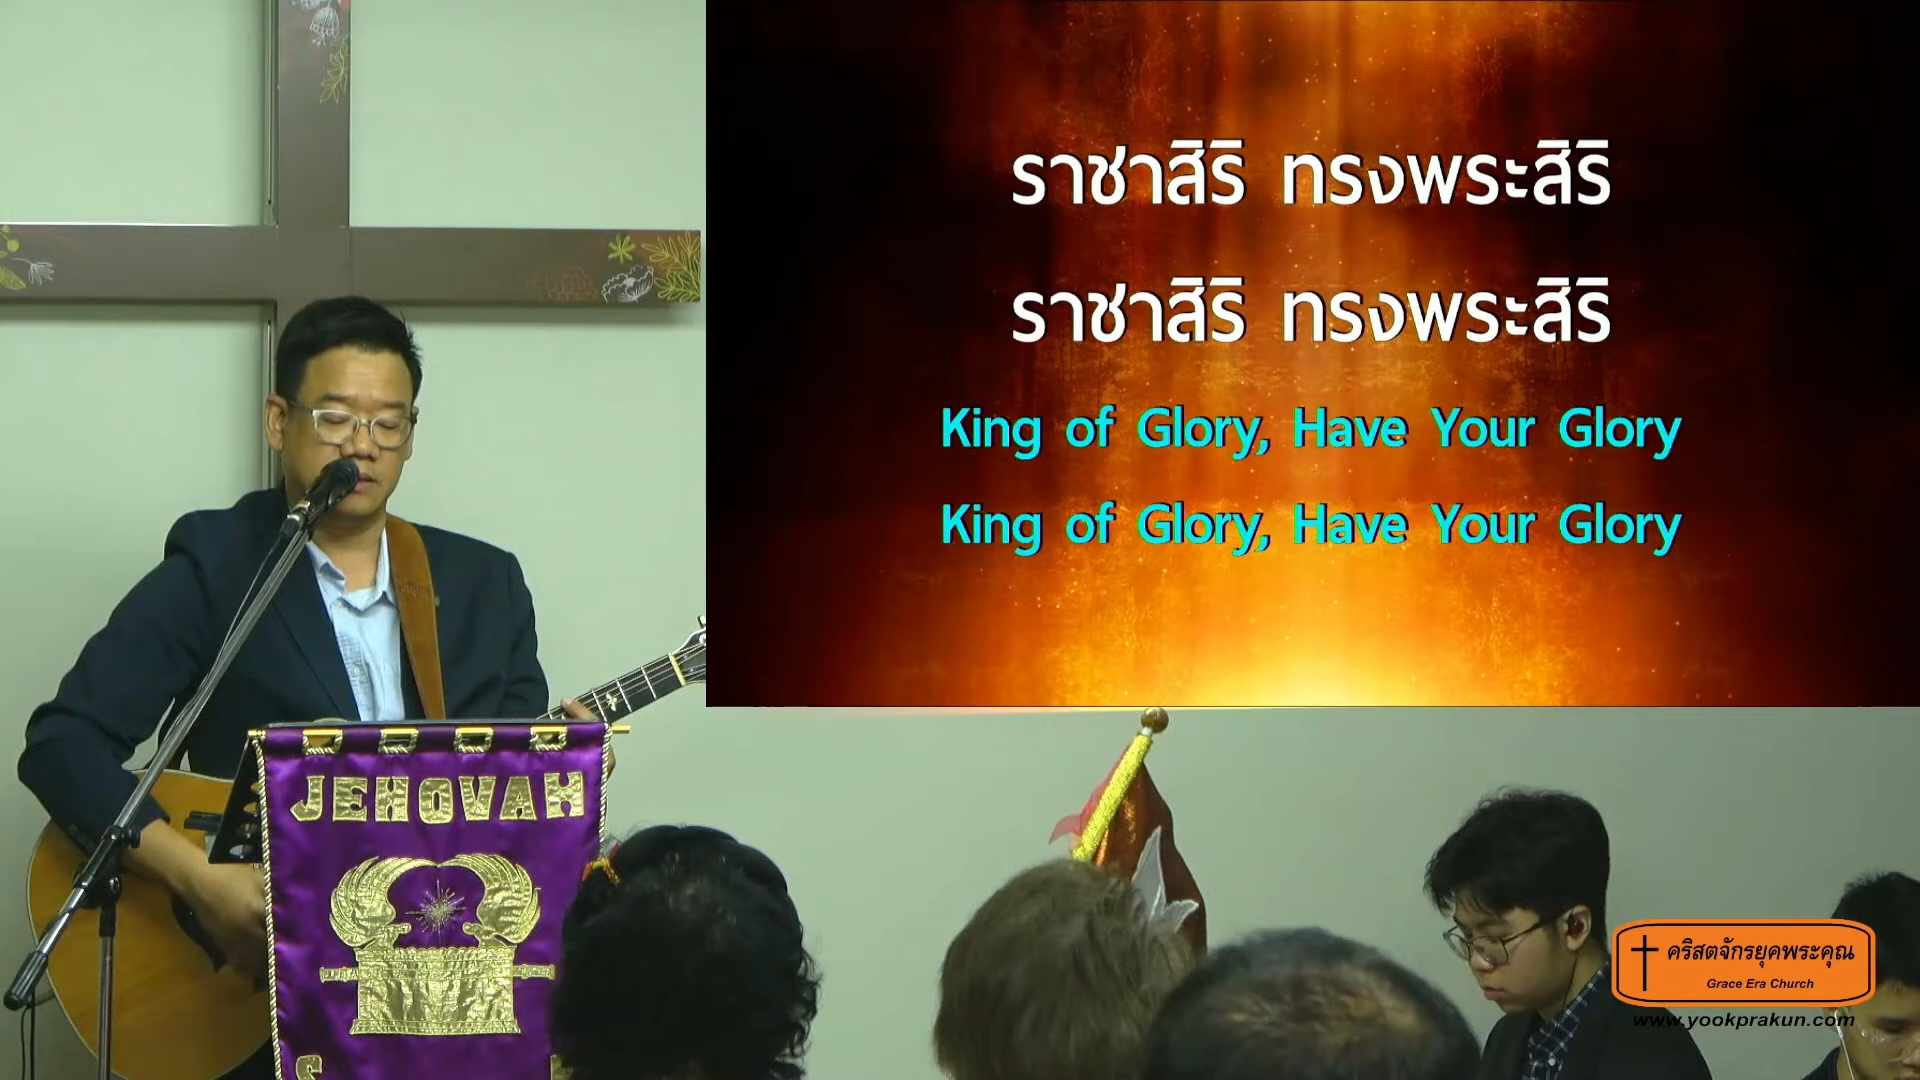 ราชาสิริ ทรงพระสิริ
ราชาสิริ ทรงพระสิริ
King of Glory, Have Your Glory
King of Glory, Have Your Glory
JEHOVAH
คริสตจักรยุคพระคุณ
Grace Era Church
www.yookprakun.com